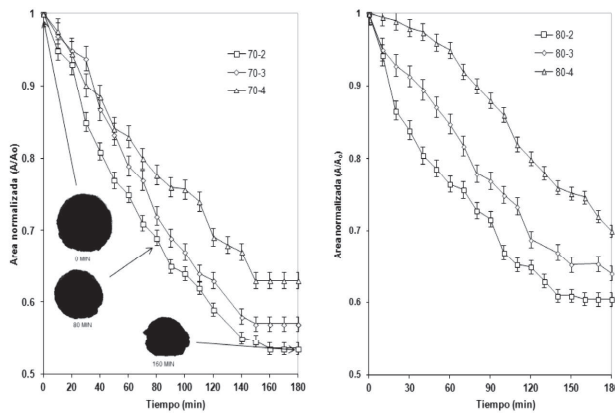 1
0.9
0.8
0.7
0.6
0.5
Area normalizada (A/Ao)
70-2
70-3
70-4
0 MIN
80 MIN
160 MIN
0 20 40 60 80 100 120 140 160 180
Tiempo (min)
1
0.9
0.8
0.7
0.6
0.5
Área normalizada (A/Ao)
80-2
80-3
80-4
0 30 60 90 120 150 180
Tiempo (min)